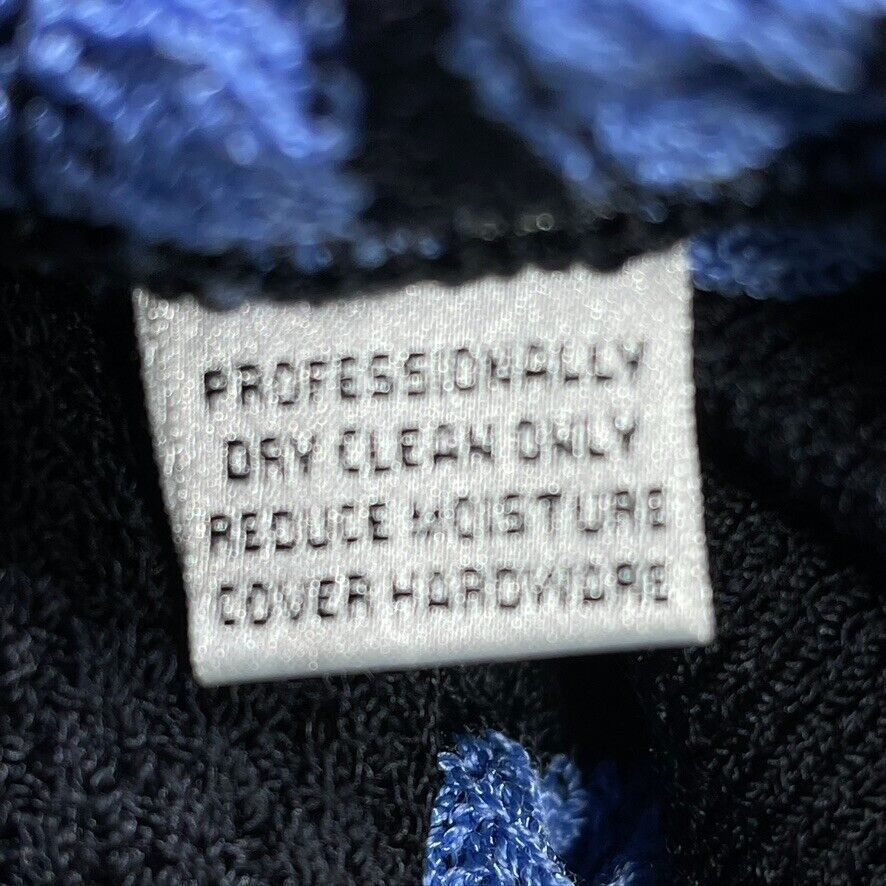 PROFESSIONALLY
DRY CLEAN ONLY
REDUCE MOISTURE
COVER HARDWARE